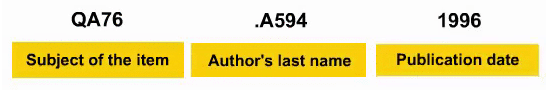 QA76 .A594 1996
Subject of the item Author's last name Publication date